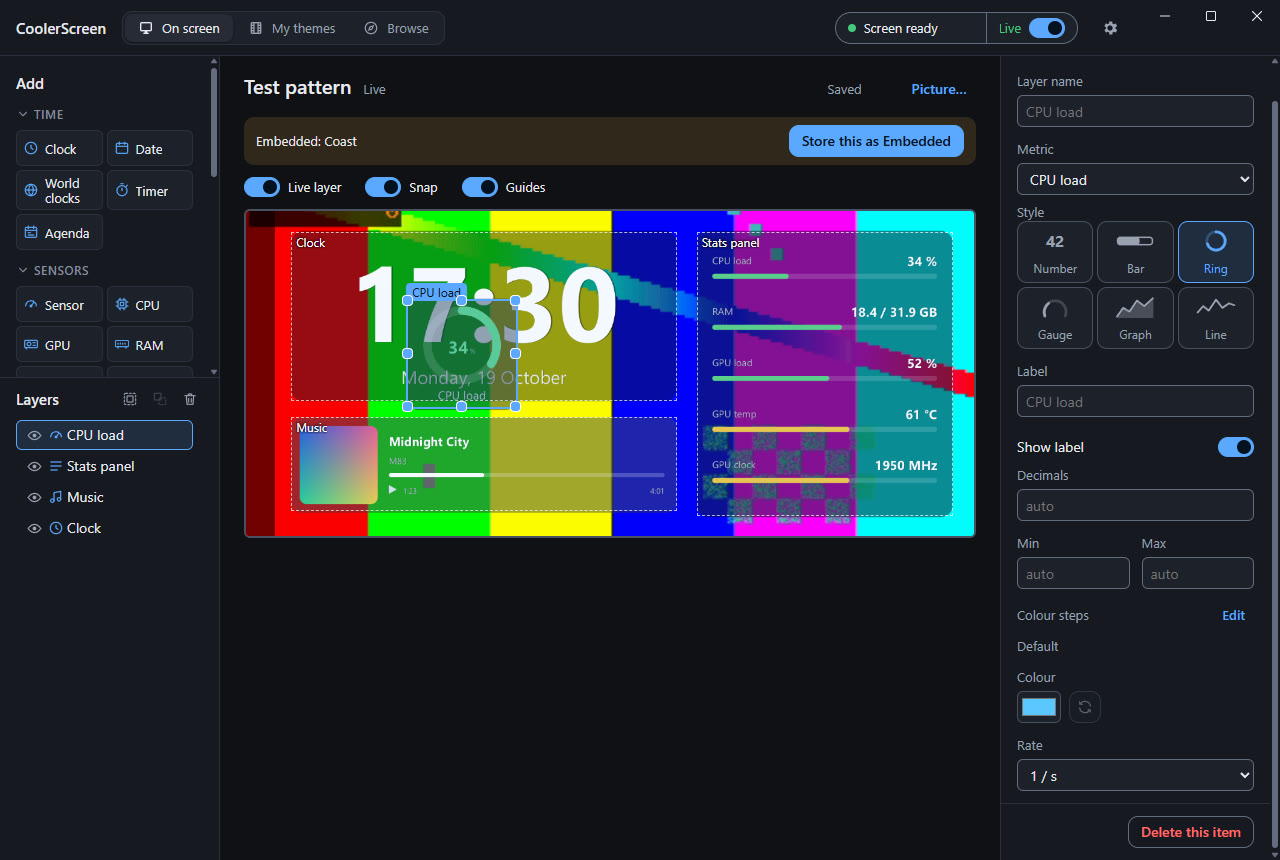 CoolerScreen
On screen
My themes
Browse
Screen ready
Live
Add
TIME
Clock
Date
World clocks
Timer
Agenda
SENSORS
Sensor
CPU
GPU
RAM
Layers
CPU load
Stats panel
Music
Clock
Test pattern
Live
Saved
Picture...
Embedded: Coast
Store this as Embedded
Live layer
Snap
Guides
Clock
17:30
CPU load
34 %
Monday, 19 October
CPU load
Music
Midnight City
M83
1:23
4:01
Stats panel
CPU load
34 %
RAM
18.4 / 31.9 GB
GPU load
52 %
GPU temp
61 °C
GPU clock
1950 MHz
Layer name
CPU load
Metric
CPU load
Style
42
Number
Bar
Ring
Gauge
Graph
Line
Label
CPU load
Show label
Decimals
auto
Min
Max
auto
auto
Colour steps
Edit
Default
Colour
Rate
1 / s
Delete this item